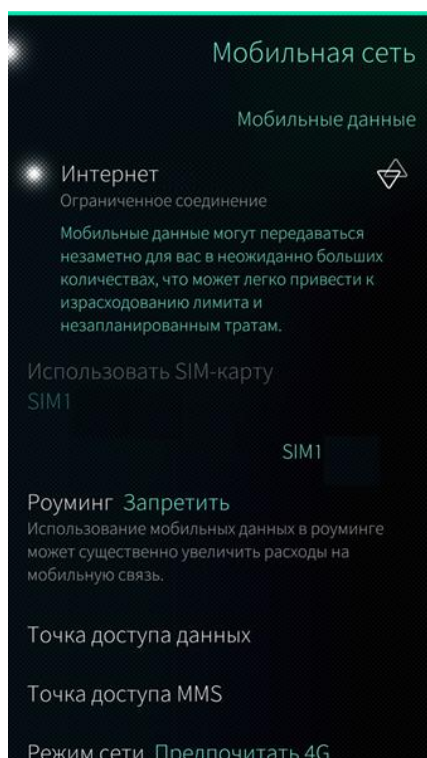 Мобильная сеть
Мобильные данные
Интернет
Ограниченное соединение
Мобильные данные могут передаваться
незаметно для вас в неожиданно больших
количествах, что может легко привести к
израсходованию лимита и
незапланированным тратам.
Использовать SIM-карту
SIM1
SIM1
Роуминг Запретить
Использование мобильных данных в роуминге
может существенно увеличить расходы на
мобильную связь.
Точка доступа данных
Точка доступа MMS
Режим сети Предпочитать 4G